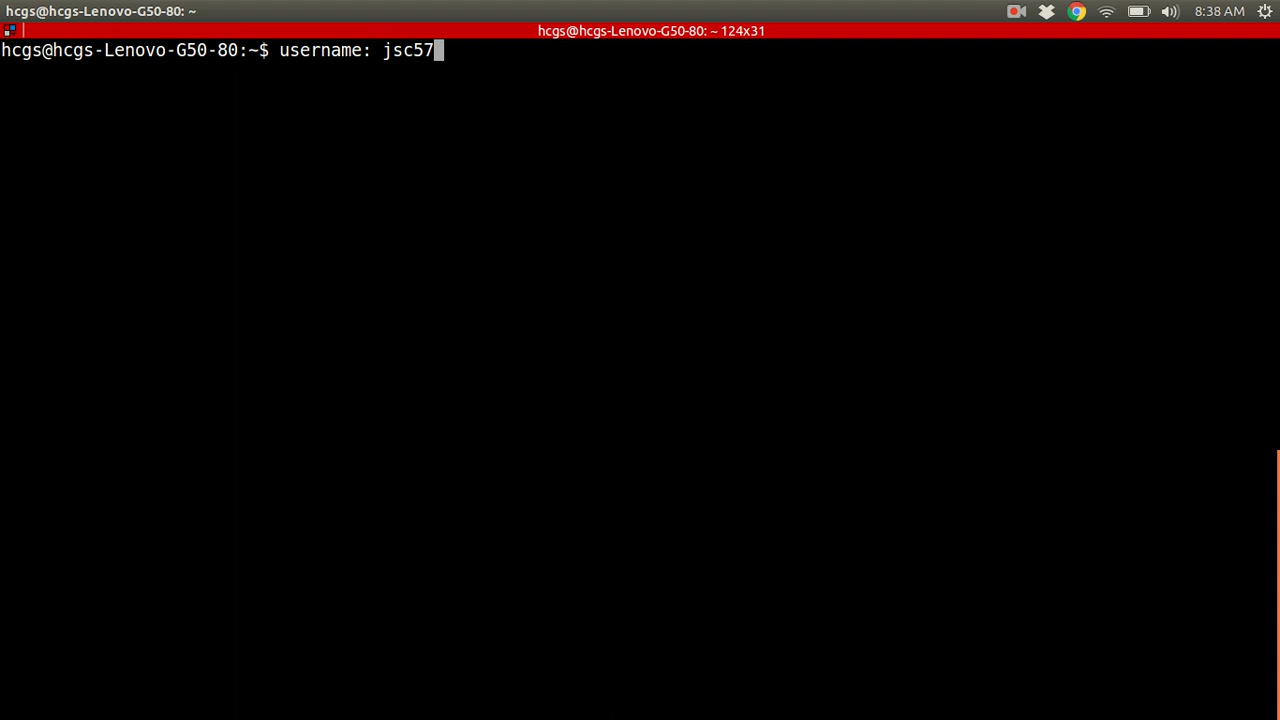 hcgs@hcgs-Lenovo-G50-80: ~
8:38 AM
hcgs@hcgs-Lenovo-G50-80: ~ 124x31
hcgs@hcgs-Lenovo-G50-80:~$ username: jsc57